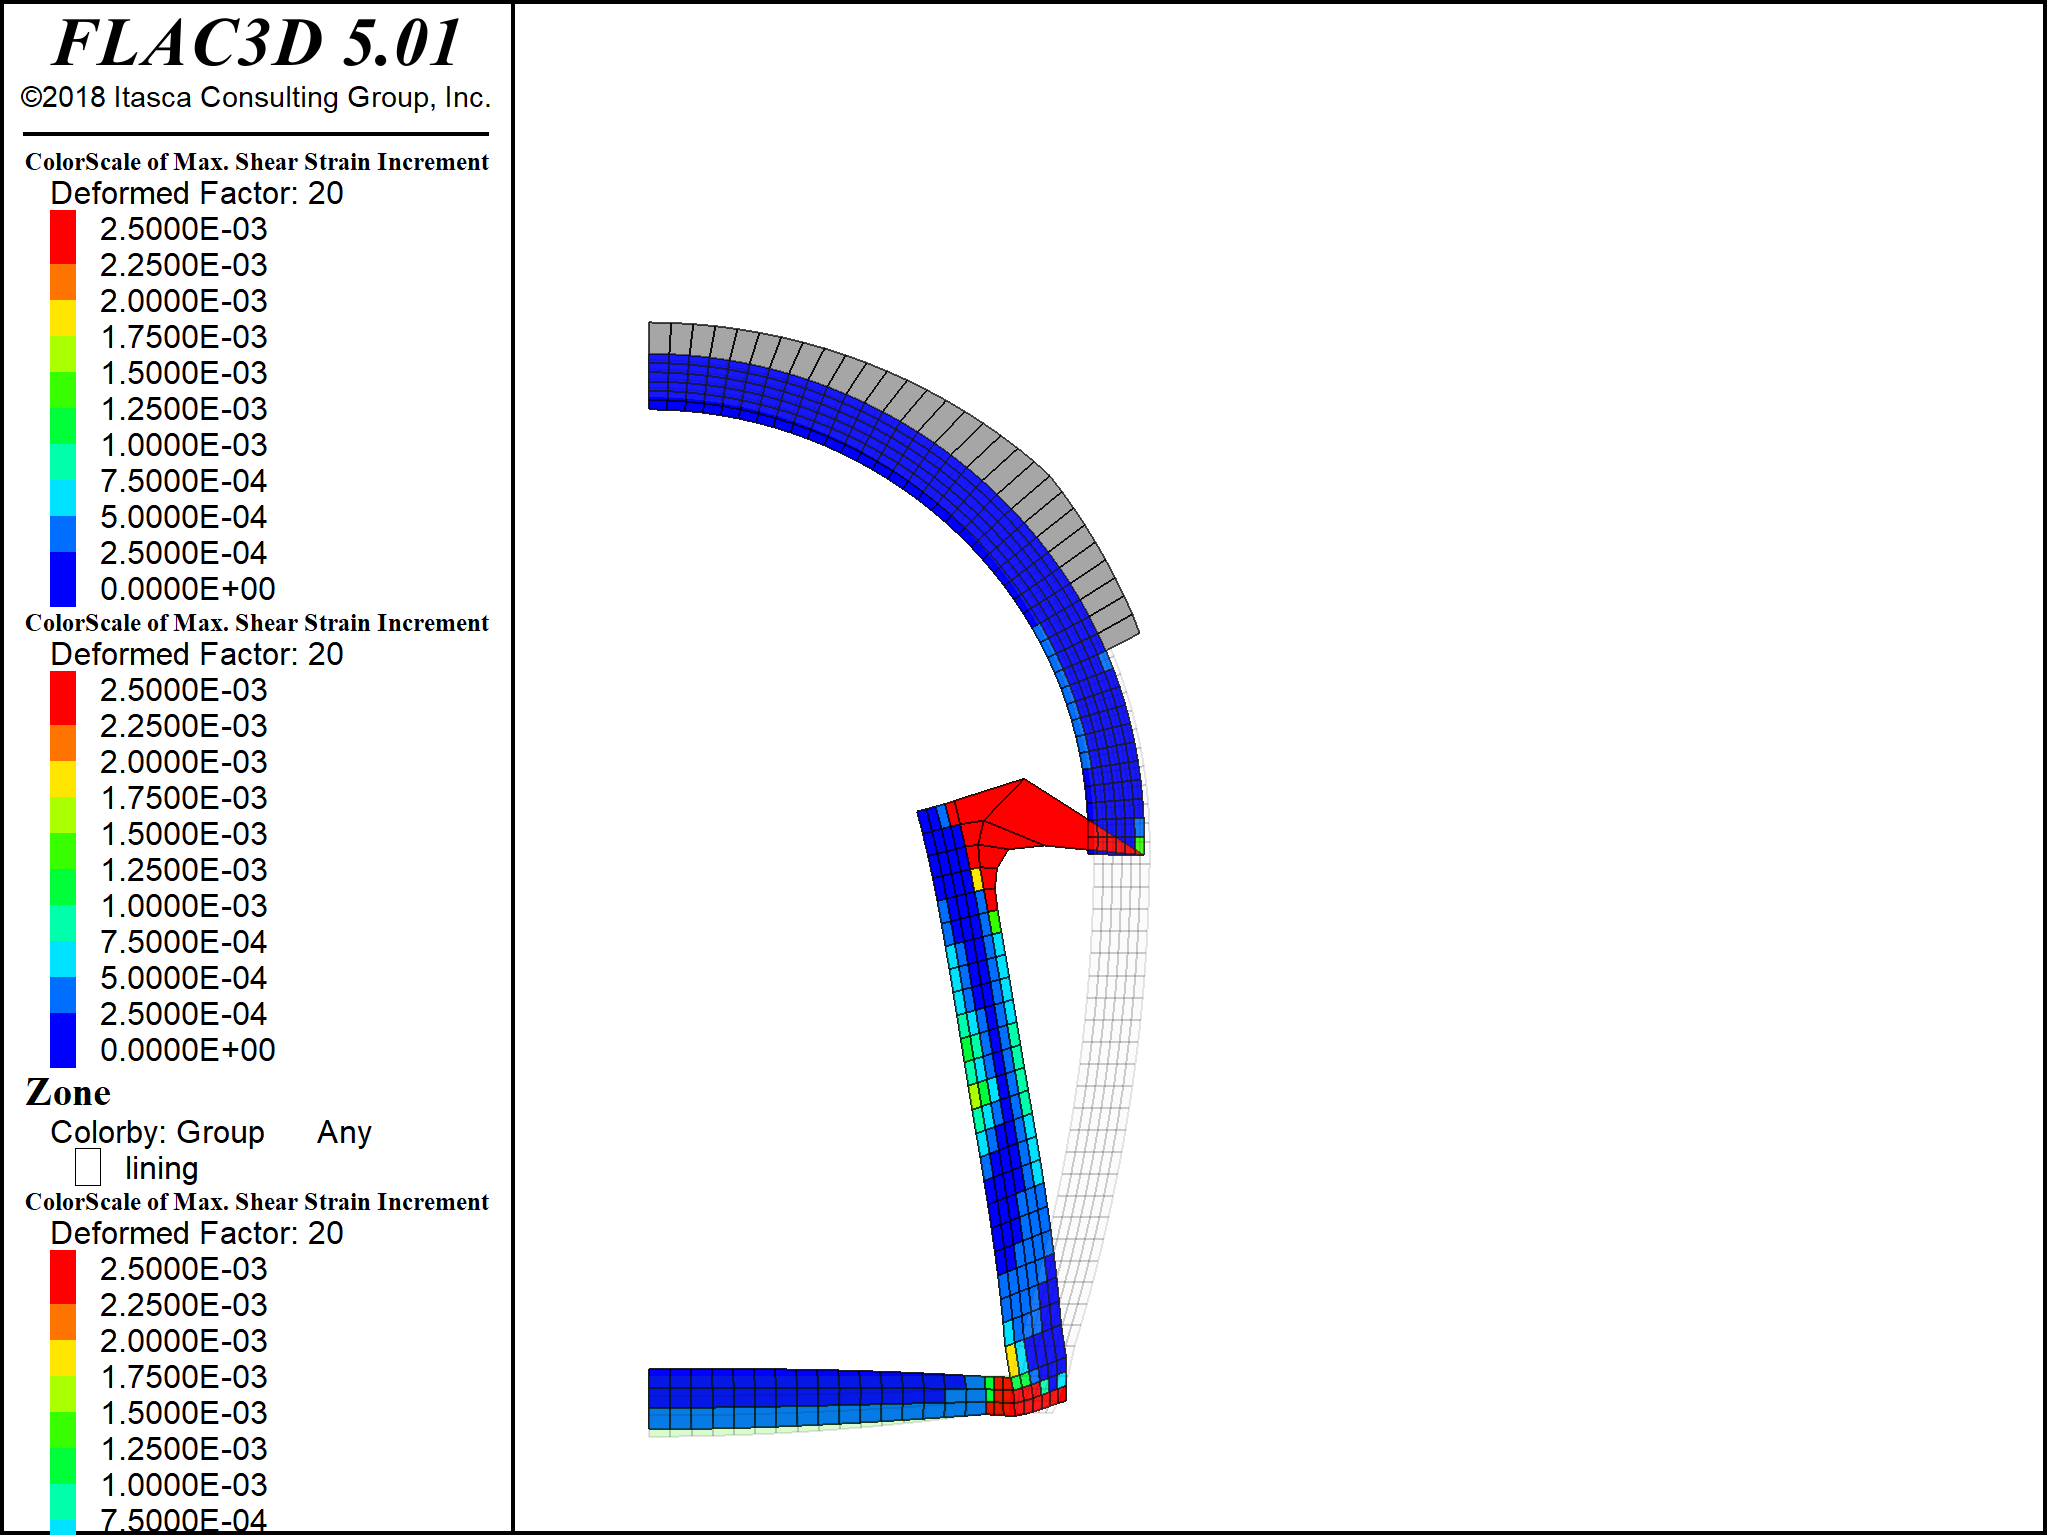 FLAC3D 5.01
©2018 Itasca Consulting Group, Inc.
ColorScale of Max. Shear Strain Increment
Deformed Factor: 20
2.5000E-03
2.2500E-03
2.0000E-03
1.7500E-03
1.5000E-03
1.2500E-03
1.0000E-03
7.5000E-04
5.0000E-04
2.5000E-04
0.0000E+00
ColorScale of Max. Shear Strain Increment
Deformed Factor: 20
2.5000E-03
2.2500E-03
2.0000E-03
1.7500E-03
1.5000E-03
1.2500E-03
1.0000E-03
7.5000E-04
5.0000E-04
2.5000E-04
0.0000E+00
Zone
Colorby: Group Any
lining
ColorScale of Max. Shear Strain Increment
Deformed Factor: 20
2.5000E-03
2.2500E-03
2.0000E-03
1.7500E-03
1.5000E-03
1.2500E-03
1.0000E-03
7.5000E-04